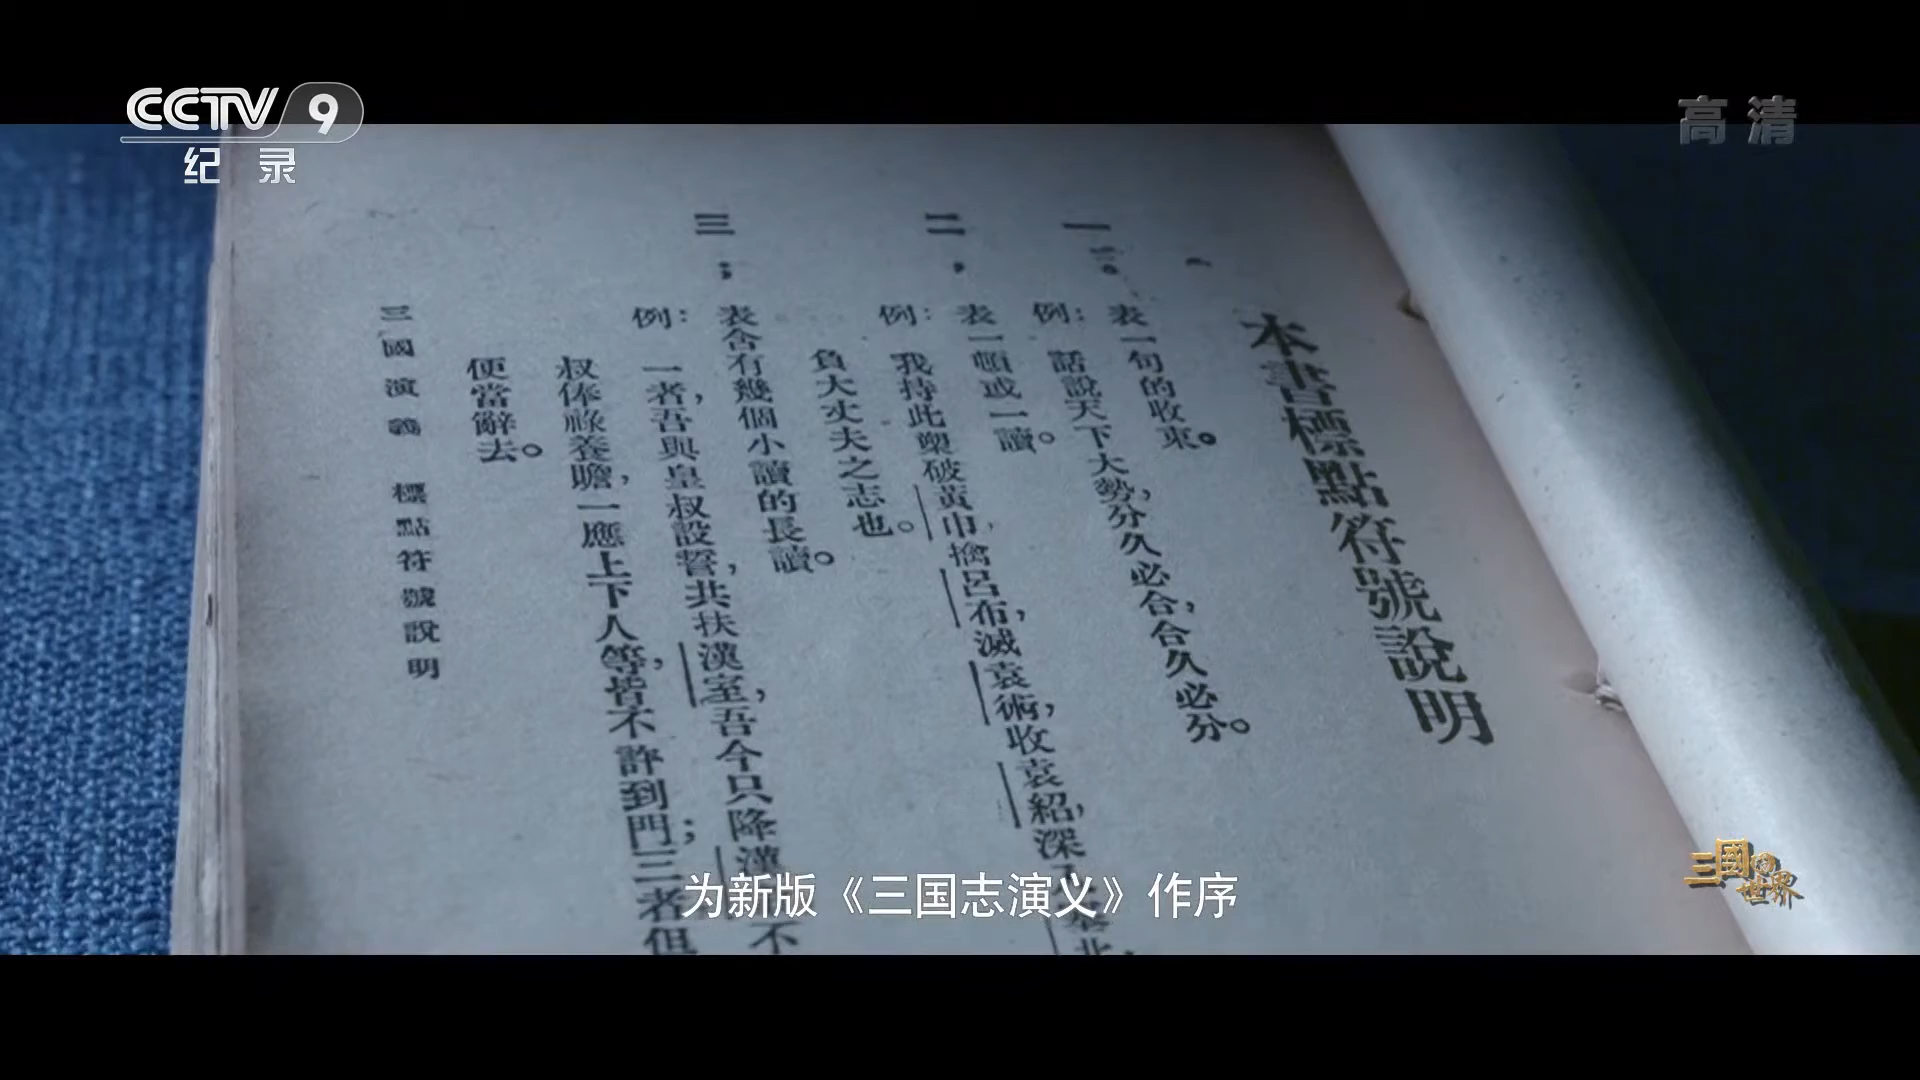 CCTV 9
纪录
高清
本書標點符號說明
一 。表一句的收束。
例：話說天下大勢，分久必合，合久必分。
二 ，表一頓或一讀。
例：我持此槊破黃巾，擒呂布，滅袁術，收袁紹，深
北，
負大丈夫之志也。
三 ；表含有幾個小讀的長讀。
例：一者，吾與皇叔設誓，共扶漢室，吾今只降漢
不
叔俸祿養贍，一應上下人等，皆不許到門；三者但
便當辭去。
三國演義 標點符號說明
为新版《三国志演义》作序
三國的世界